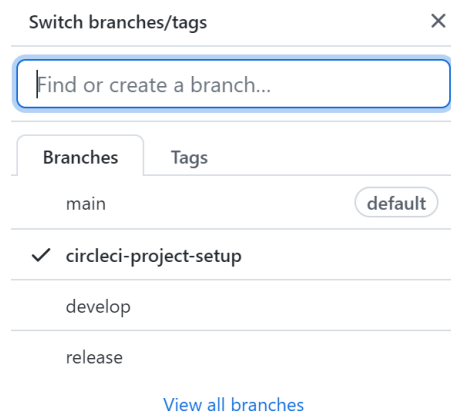 Switch branches/tags
Find or create a branch...
Branches Tags
main default
circleci-project-setup
develop
release
View all branches